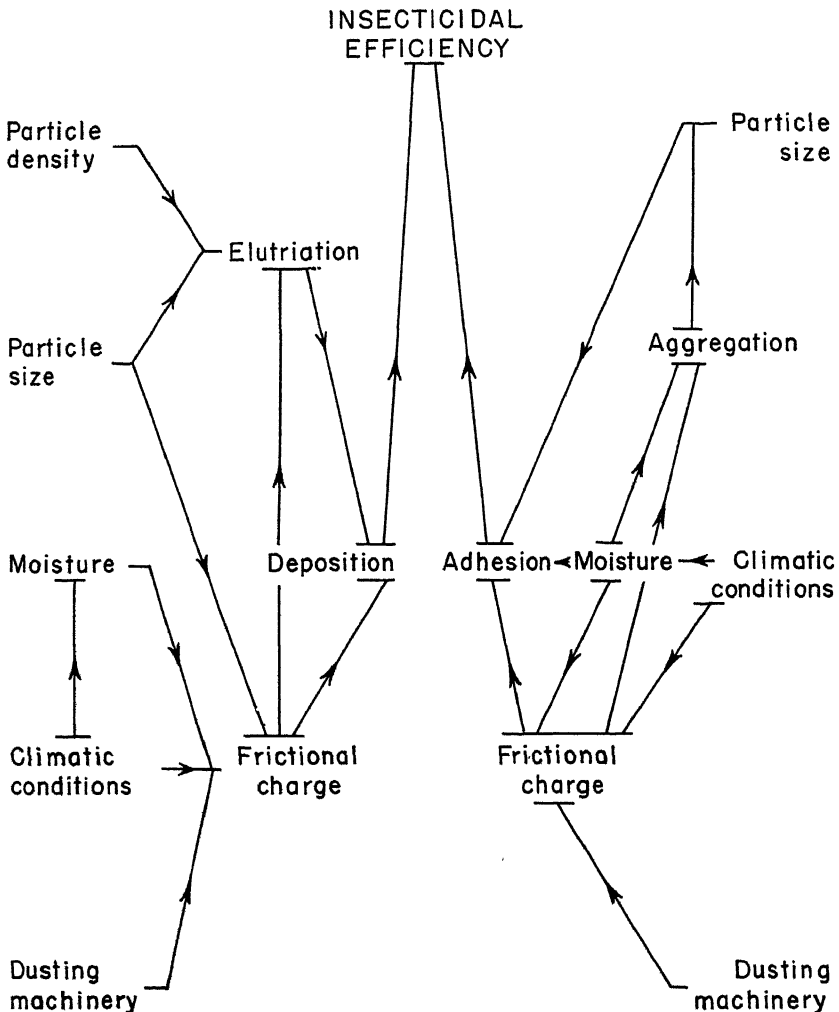 INSECTICIDAL
EFFICIENCY
Particle
density
Particle
size
Elutriation
Particle
size
Aggregation
Moisture
Deposition
Adhesion
Moisture
Climatic
conditions
Climatic
conditions
Frictional
charge
Frictional
charge
Dusting
machinery
Dusting
machinery